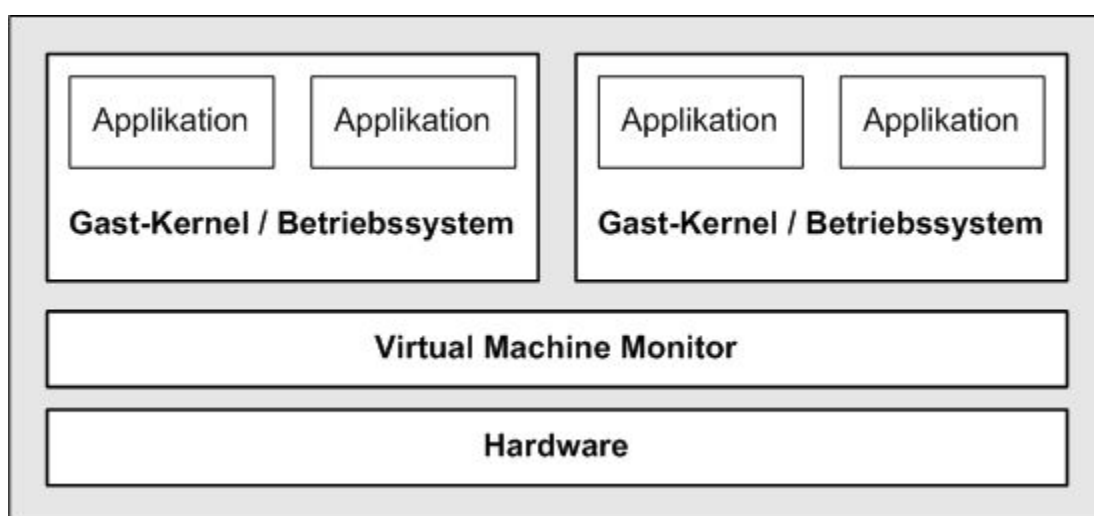 Applikation
Applikation
Gast-Kernel / Betriebssystem
Applikation
Applikation
Gast-Kernel / Betriebssystem
Virtual Machine Monitor
Hardware